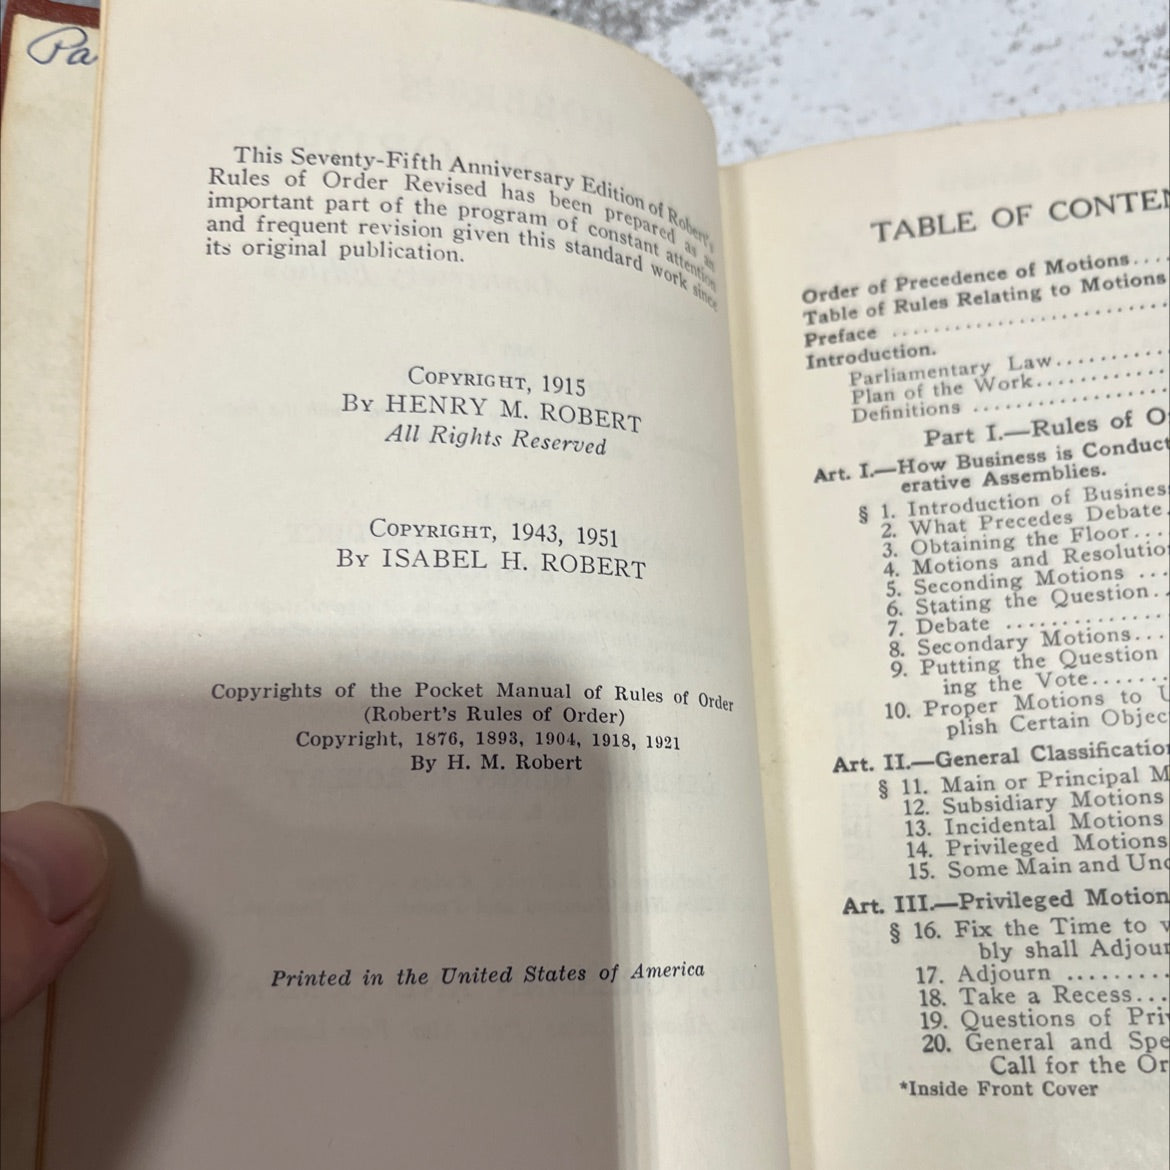 Pa
This Seventy-Fifth Anniversary Edition of Robert's
Rules of Order Revised has been prepared as an
important part of the program of constant attention
and frequent revision given this standard work since
its original publication.
COPYRIGHT, 1915
BY HENRY M. ROBERT
All Rights Reserved
COPYRIGHT, 1943, 1951
BY ISABEL H. ROBERT
Copyrights of the Pocket Manual of Rules of Order
(Robert's Rules of Order)
Copyright, 1876, 1893, 1904, 1918, 1921
By H. M. Robert
Printed in the United States of America
TABLE OF CONTEN
Order of Precedence of Motions....
Table of Rules Relating to Motions
Preface ........................
Introduction.
Parliamentary Law..........
Plan of the Work............
Definitions ..................
Part I.—Rules of O
Art. I.—How Business is Conduct
erative Assemblies.
§ 1. Introduction of Business
2. What Precedes Debate.
3. Obtaining the Floor...
4. Motions and Resolutio
5. Seconding Motions ...
6. Stating the Question..
7. Debate ..............
8. Secondary Motions...
9. Putting the Question
ing the Vote.......
10. Proper Motions to U
plish Certain Objec
Art. II.—General Classificatio
§ 11. Main or Principal M
12. Subsidiary Motions
13. Incidental Motions
14. Privileged Motions
15. Some Main and Unc
Art. III.—Privileged Motion
§ 16. Fix the Time to v
bly shall Adjour
17. Adjourn .........
18. Take a Recess...
19. Questions of Priv
20. General and Spe
Call for the Or
*Inside Front Cover